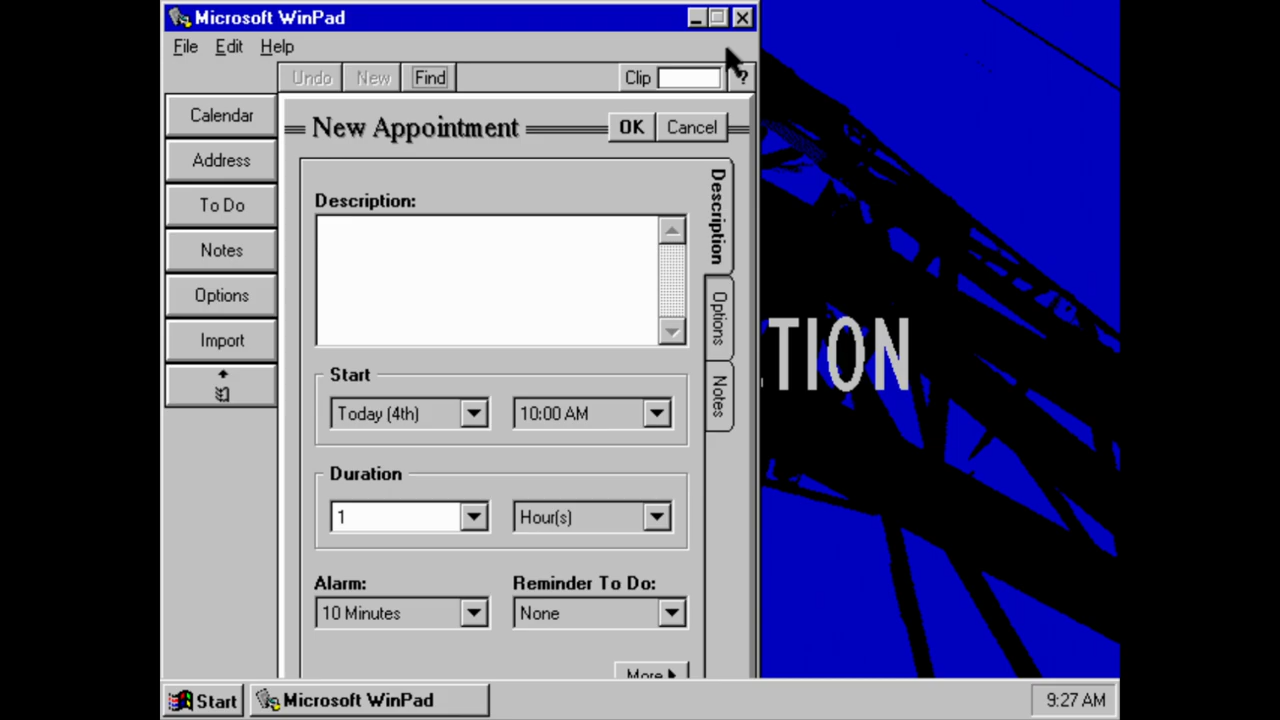 Microsoft WinPad
File Edit Help
Undo New Find Clip ?
Calendar
Address
To Do
Notes
Options
Import
New Appointment OK Cancel
Description:
Start
Today (4th) 10:00 AM
Duration
1 Hour(s)
Alarm: Reminder To Do:
10 Minutes None
More
Description
Options
Notes
TION
Start Microsoft WinPad 9:27 AM